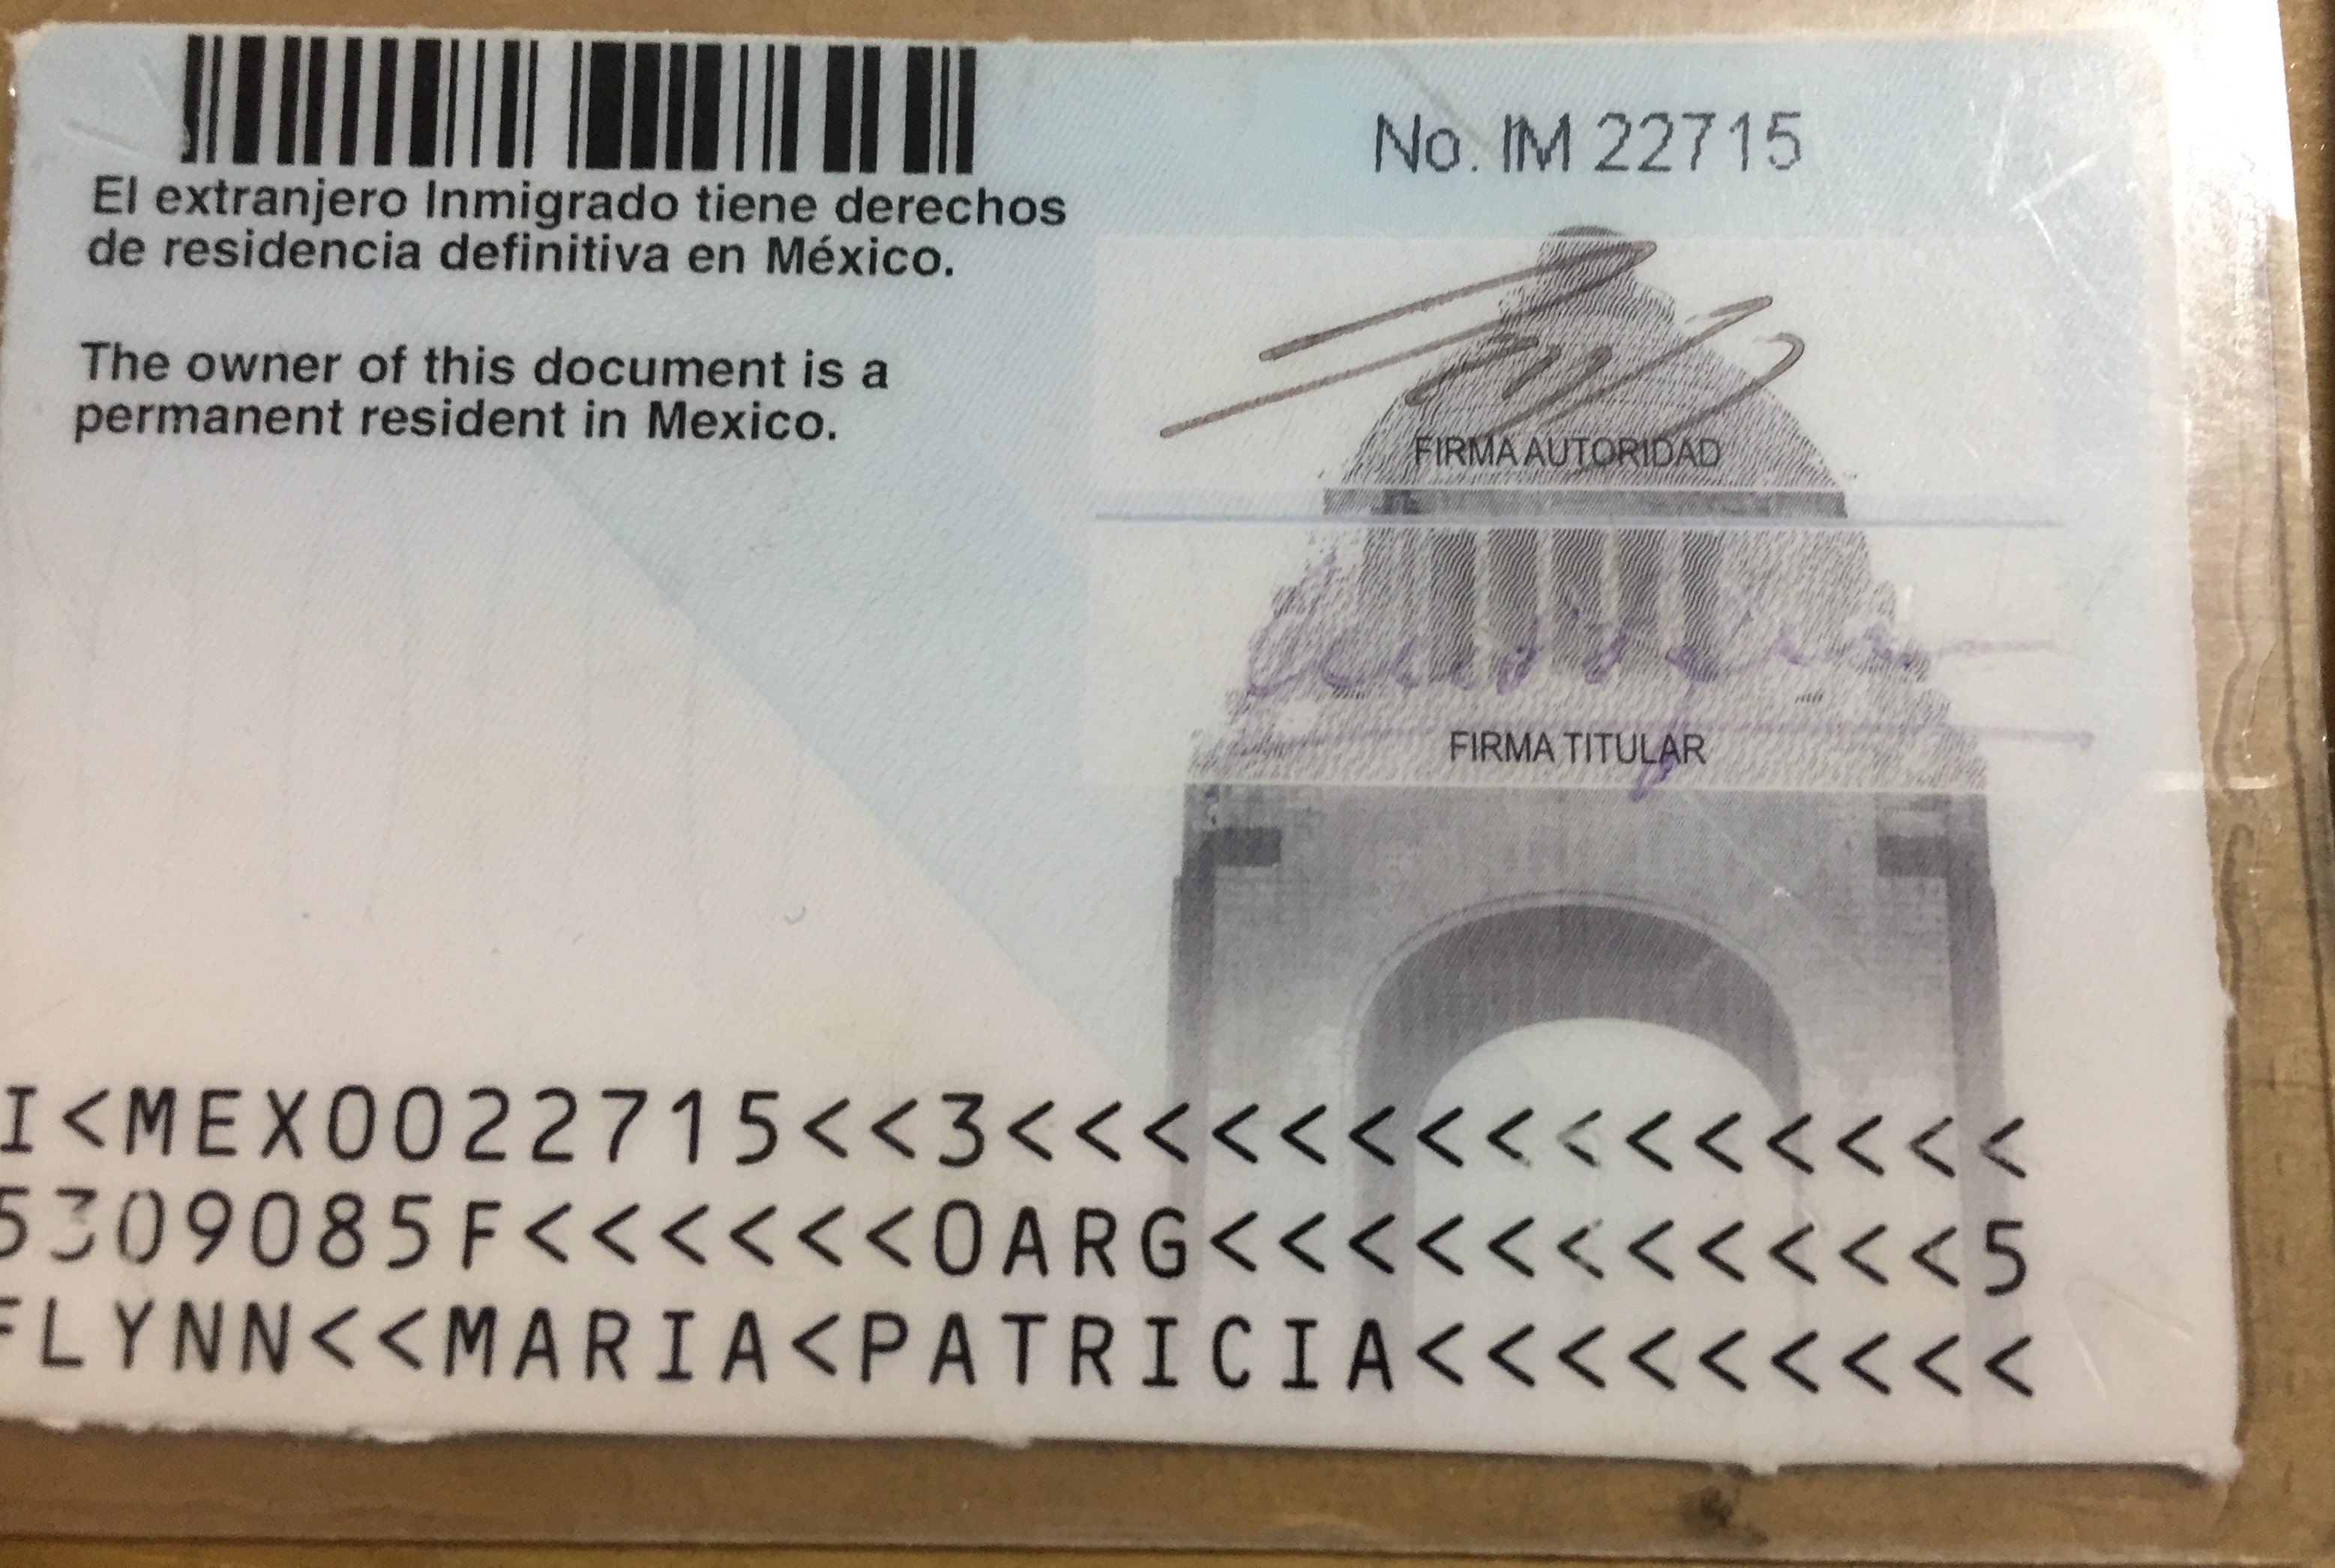 No. IM 22715
El extranjero Inmigrado tiene derechos
de residencia definitiva en México.
The owner of this document is a
permanent resident in Mexico.
FIRMA AUTORIDAD
FIRMA TITULAR
I<MEX0022715<<3<<<<<<<<<<<<<<<
5309085F<<<<<<0ARG<<<<<<<<<<<5
FLYNN<<MARIA<PATRICIA<<<<<<<<<